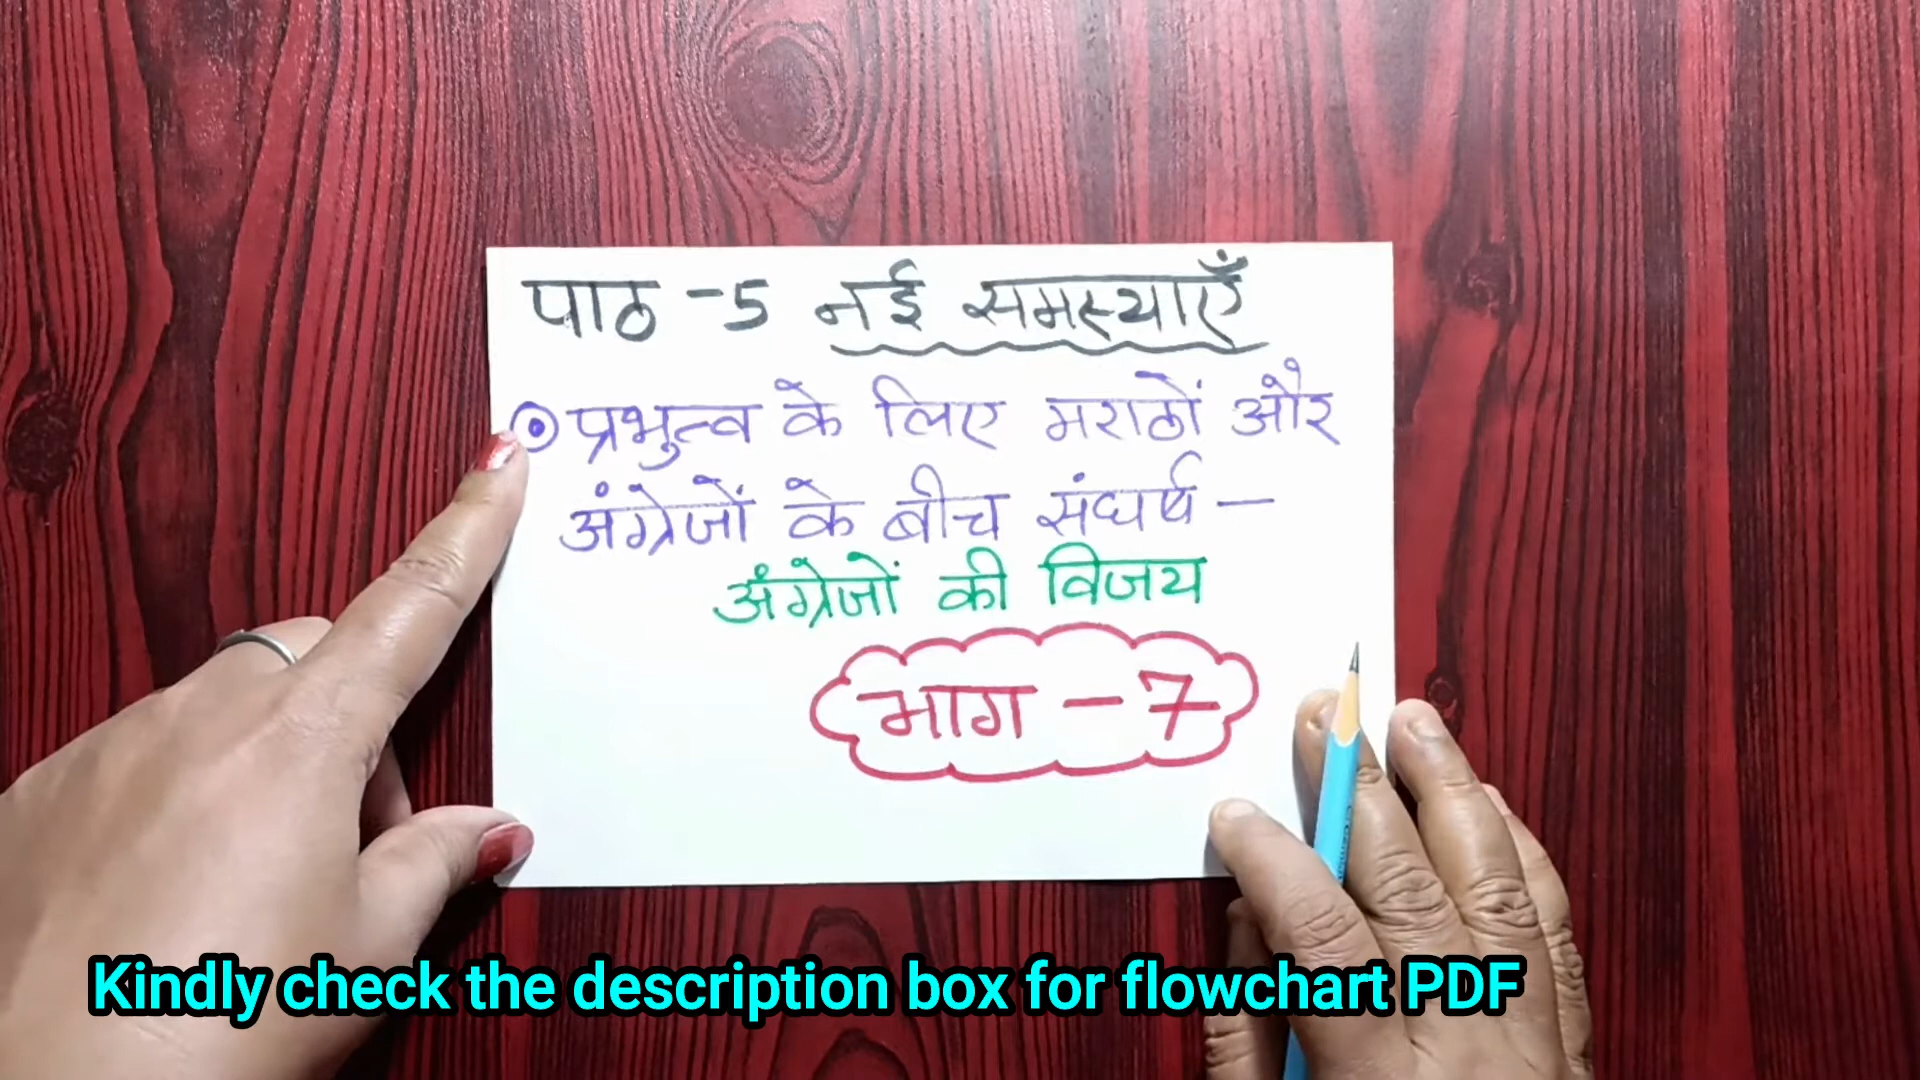 पाठ -5 नई समस्याएँ
प्रभुत्व के लिए मराठों और
अंग्रेजों के बीच संघर्ष -
अंग्रेजों की विजय
भाग - 7
Kindly check the description box for flowchart PDF